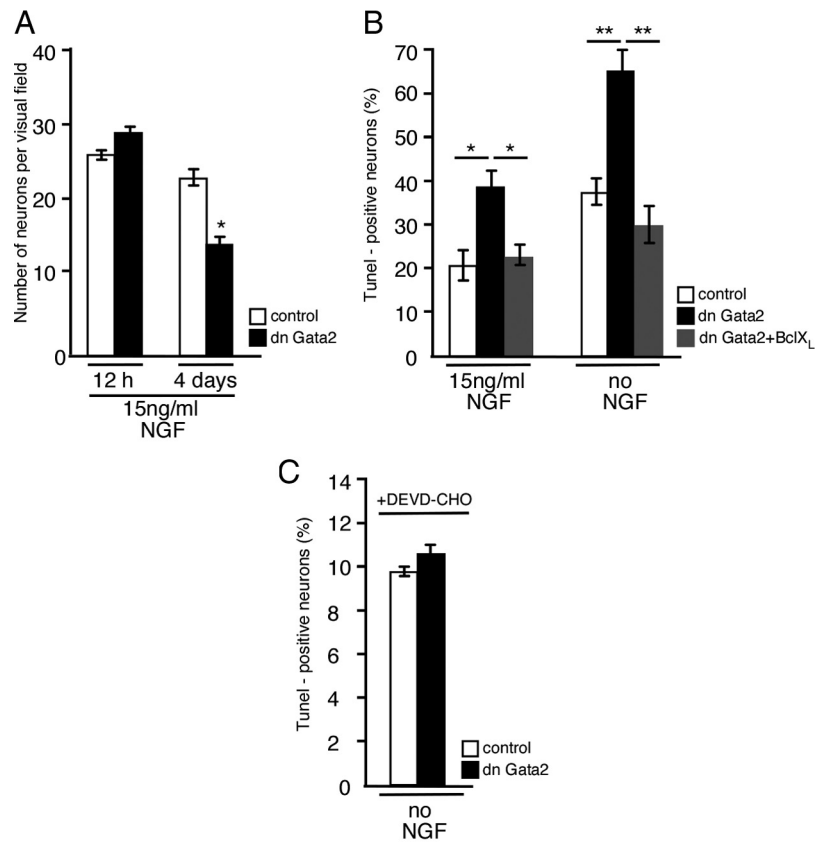 A
Number of neurons per visual field
40
30
20
10
0
*
control
dn Gata2
12 h
4 days
15ng/ml
NGF
B
Tunel - positive neurons (%)
70
60
50
40
30
20
10
0
*
*
**
**
control
dn Gata2
dn Gata2+BclXL
15ng/ml
NGF
no
NGF
C
Tunel - positive neurons (%)
14
12
10
8
6
4
2
0
+DEVD-CHO
control
dn Gata2
no
NGF